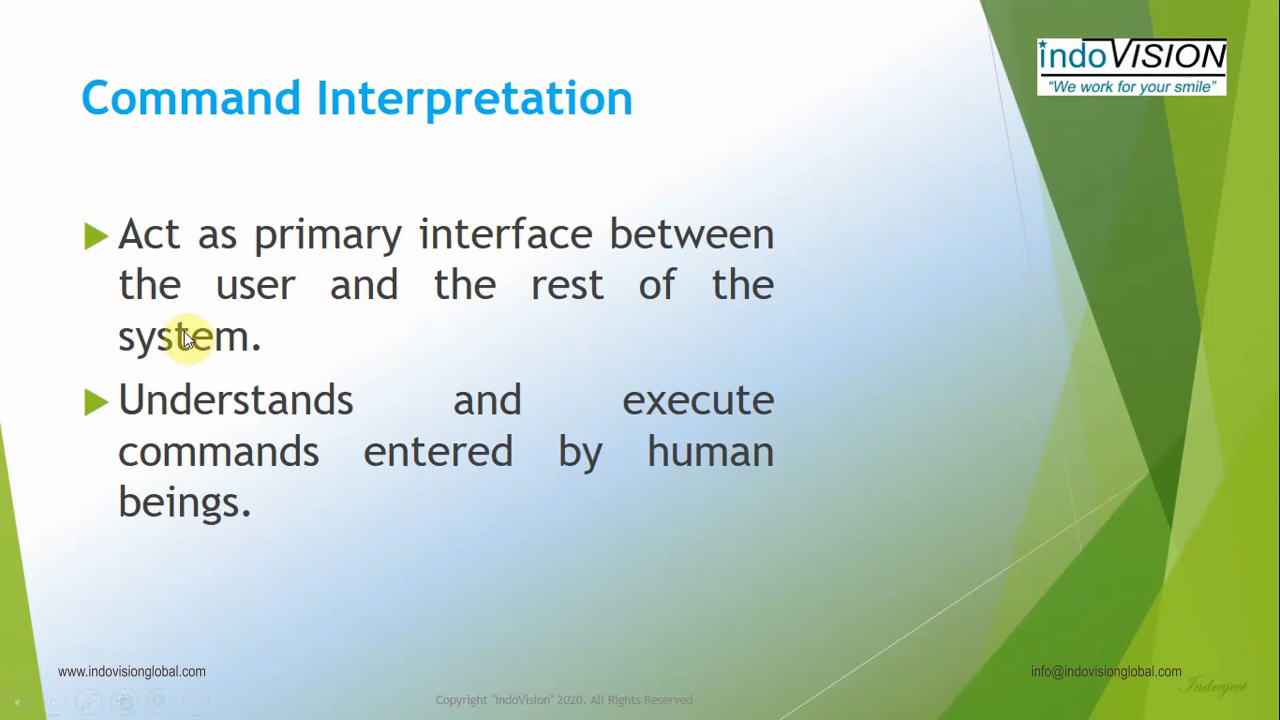 indoVISION
"We work for your smile"
Command Interpretation
Act as primary interface between
the user and the rest of the
system.
Understands and execute
commands entered by human
beings.
www.indovisionglobal.com
info@indovisionglobal.com
Copyright "IndoVision" 2020. All Rights Reserved
Indrajeet